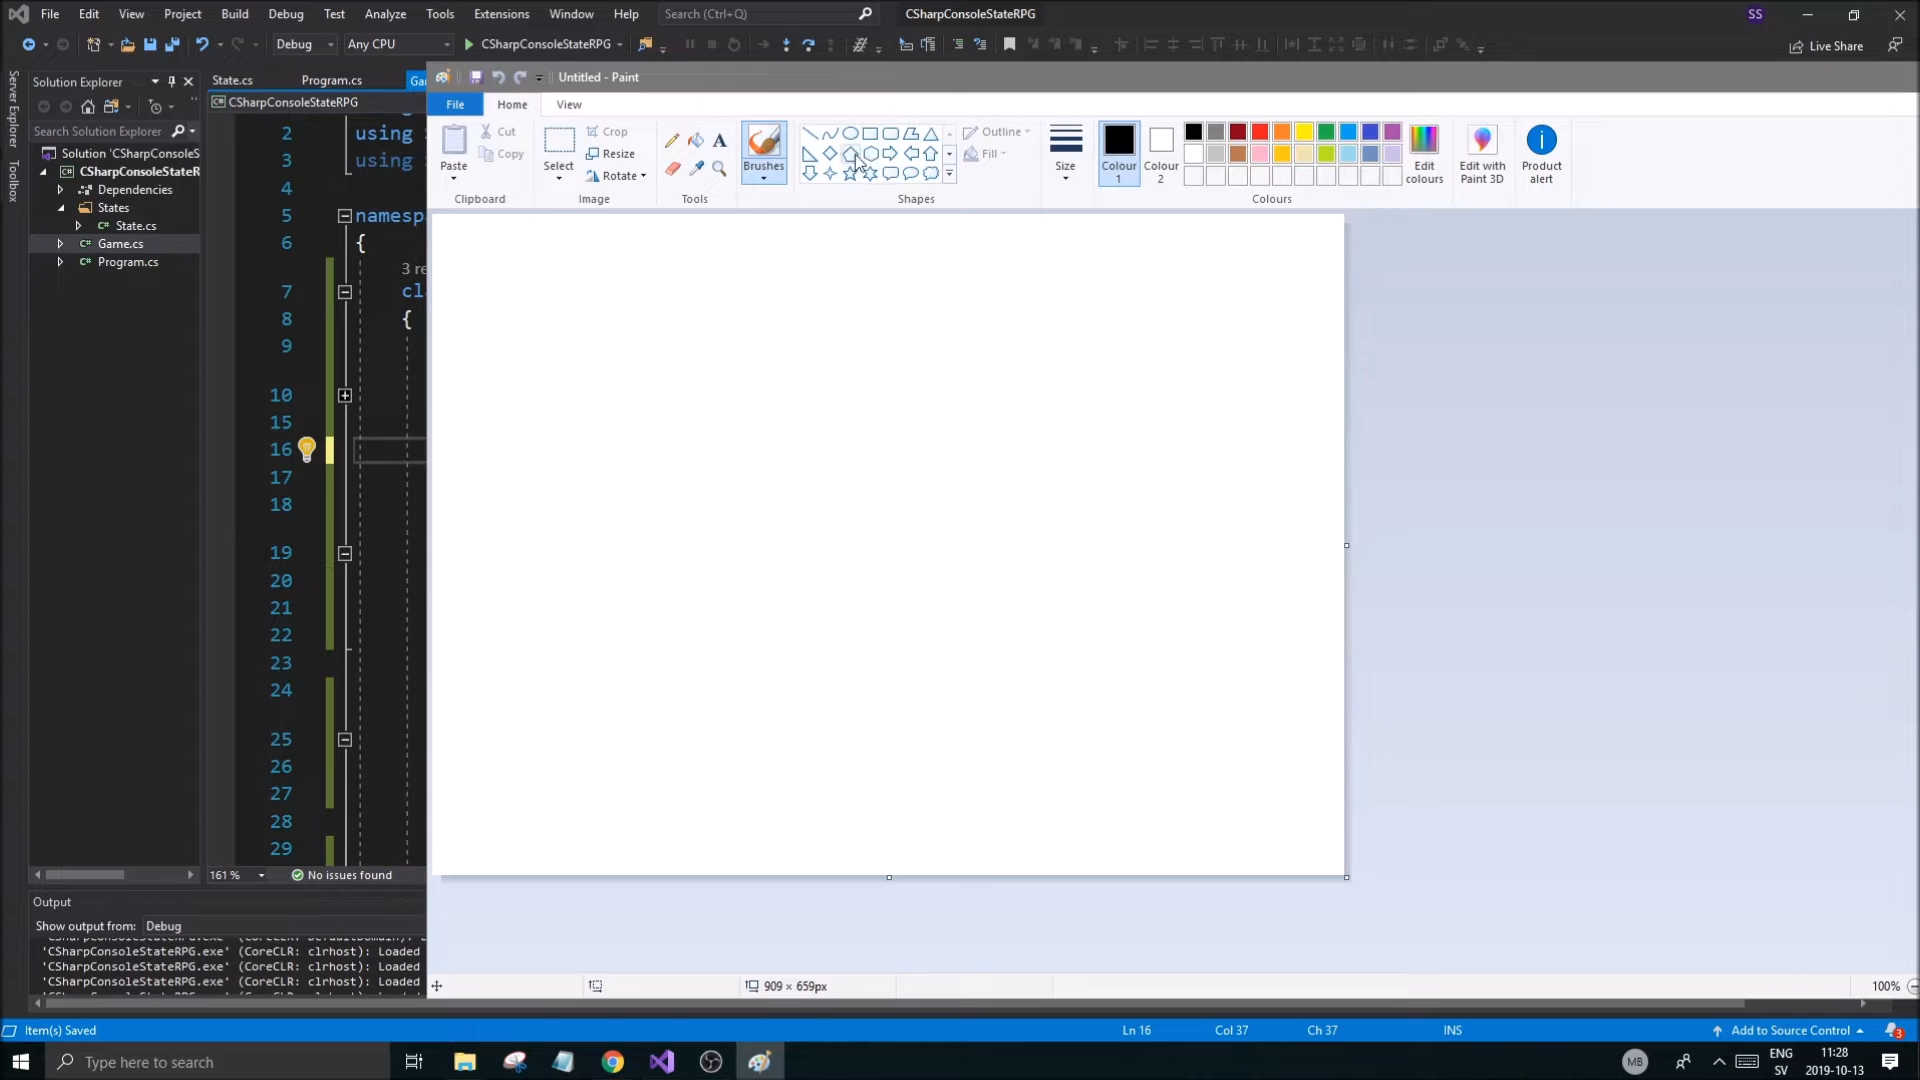 File Edit View Project Build Debug Test Analyze Tools Extensions Window Help Search (Ctrl+Q) CSharpConsoleStateRPG SS
Debug Any CPU CSharpConsoleStateRPG Live Share
Server Explorer
Toolbox
Solution Explorer
Search Solution Explorer
Solution 'CSharpConsoleS
CSharpConsoleStateR
Dependencies
States
C# State.cs
C# Game.cs
C# Program.cs
State.cs Program.cs Ga
C# CSharpConsoleStateRPG
2 using
3 using
4
5 namesp
6 {
3 re
7 cl
8 {
9
10
15
16
17
18
19
20
21
22
23
24
25
26
27
28
29
161 % No issues found
Untitled - Paint
File Home View
Paste Cut Copy
Clipboard
Select Crop Resize Rotate
Image
A
Tools
Brushes
Outline Fill
Shapes
Size
Colour 1 Colour 2
Edit colours
Colours
Edit with Paint 3D
Product alert
909 × 659px
100%
Output
Show output from: Debug
'CSharpConsoleStateRPG.exe' (CoreCLR: clrhost): Loaded
'CSharpConsoleStateRPG.exe' (CoreCLR: clrhost): Loaded
'CSharpConsoleStateRPG.exe' (CoreCLR: clrhost): Loaded
Item(s) Saved Ln 16 Col 37 Ch 37 INS Add to Source Control 3
Type here to search MB ENG SV 11:28 2019-10-13